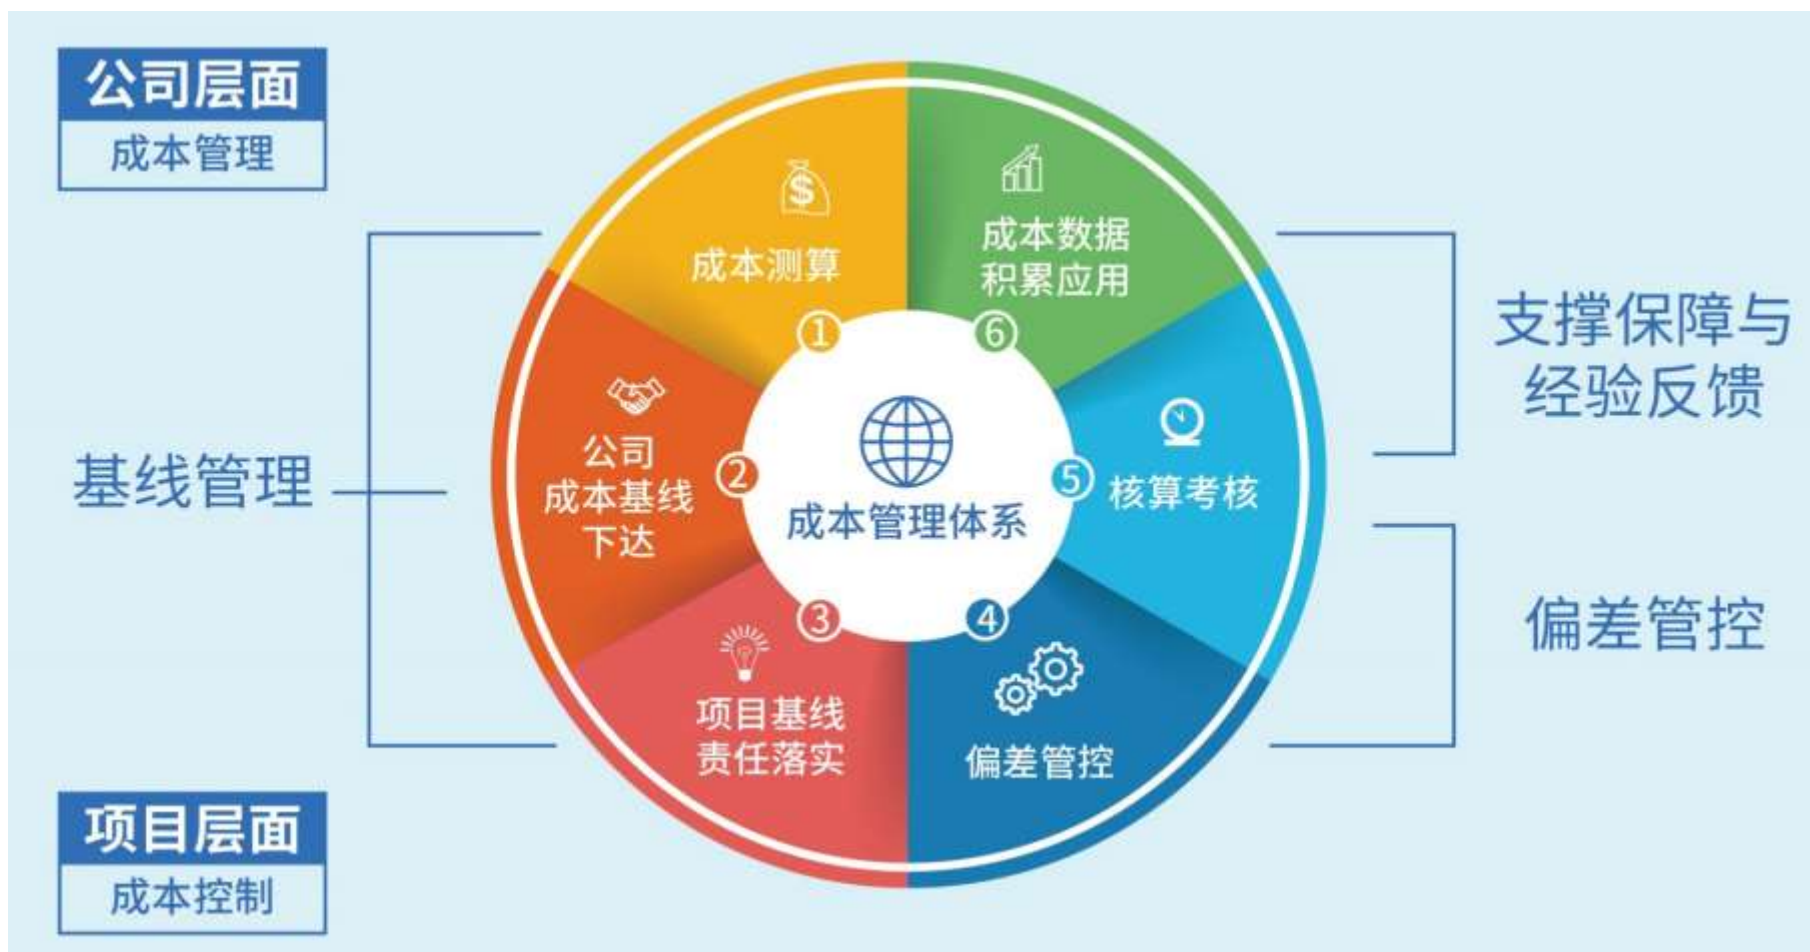 公司层面
成本管理
基线管理
项目层面
成本控制
成本测算
1
公司
成本基线
下达
2
项目基线
责任落实
3
偏差管控
4
核算考核
5
成本数据
积累应用
6
成本管理体系
支撑保障与
经验反馈
偏差管控